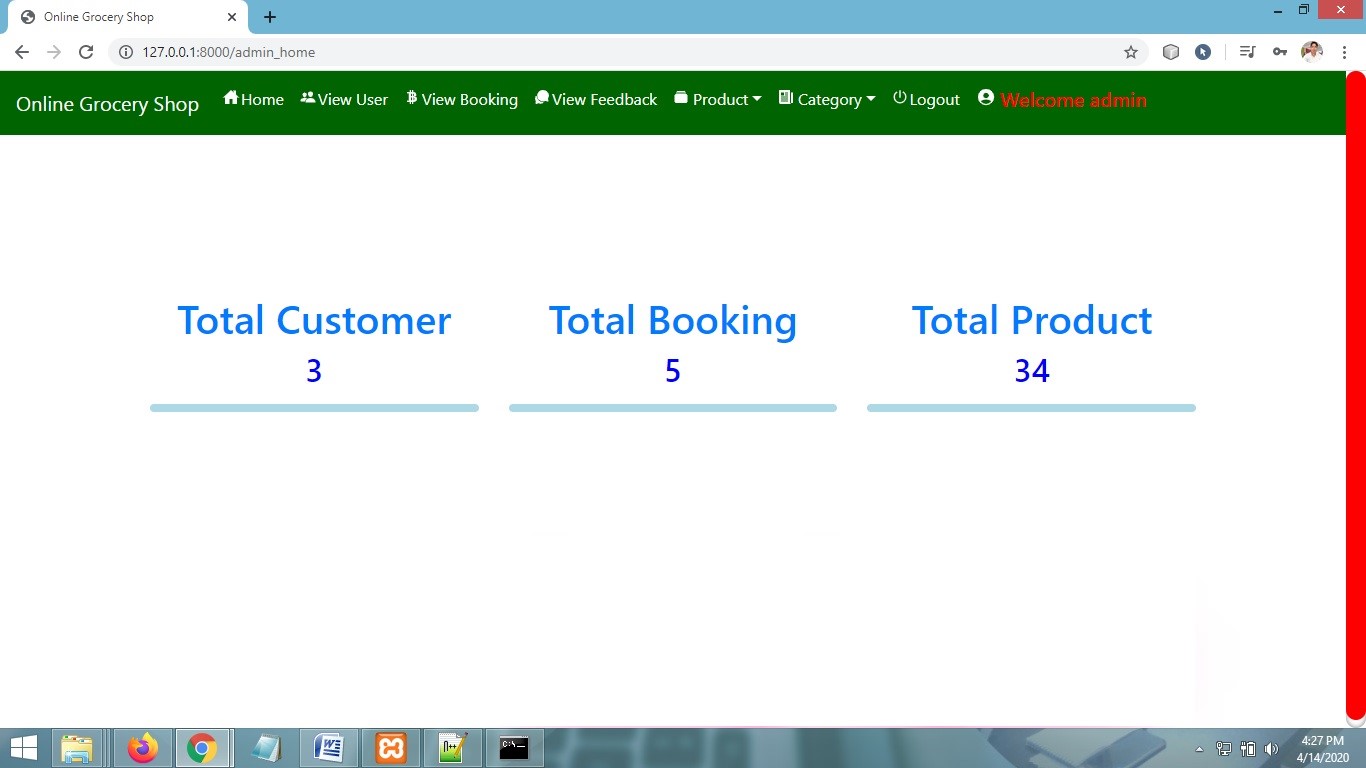 Online Grocery Shop
127.0.0.1:8000/admin_home
Online Grocery Shop Home View User View Booking View Feedback Product Category Logout Welcome admin
Total Customer Total Booking Total Product
3 5 34
4:27 PM
4/14/2020